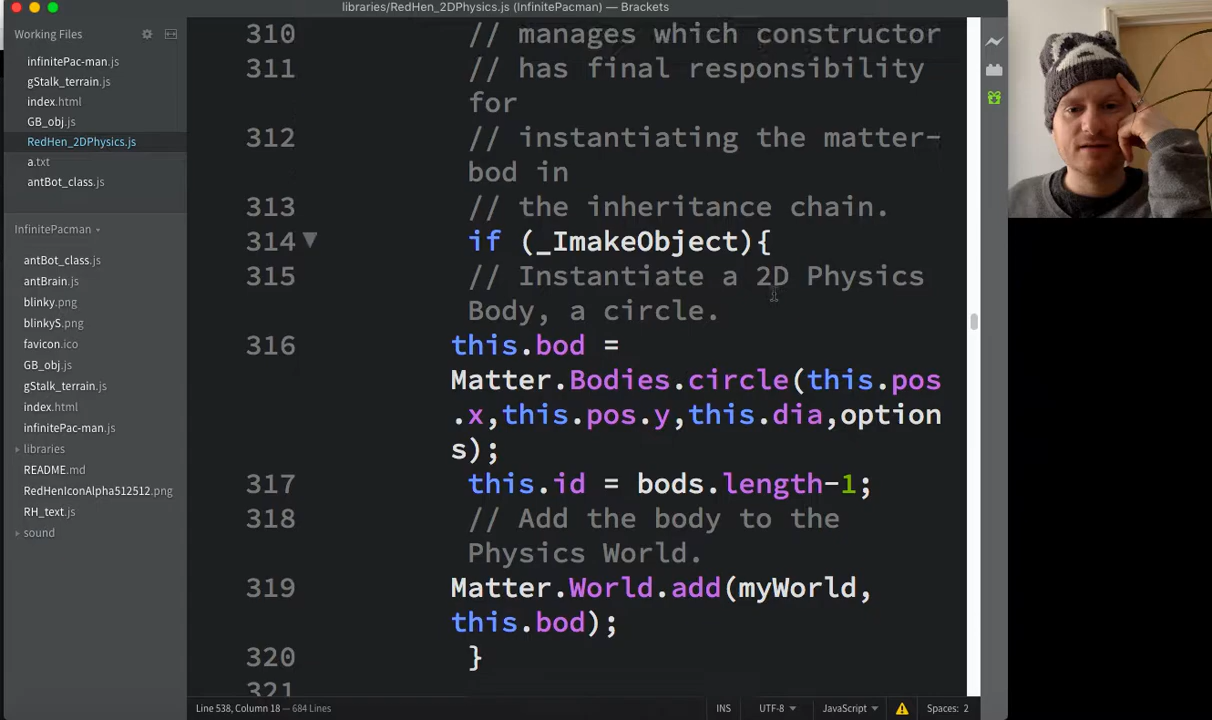 libraries/RedHen_2DPhysics.js (InfinitePacman) — Brackets
Working Files
infinitePac-man.js
gStalk_terrain.js
index.html
GB_obj.js
RedHen_2DPhysics.js
a.txt
antBot_class.js
InfinitePacman
antBot_class.js
antBrain.js
blinky.png
blinkyS.png
favicon.ico
GB_obj.js
gStalk_terrain.js
index.html
infinitePac-man.js
libraries
README.md
RedHenIconAlpha512512.png
RH_text.js
sound
310 // manages which constructor
311 // has final responsibility
for
312 // instantiating the matter-
bod in
313 // the inheritance chain.
314 if (_ImakeObject){
315 // Instantiate a 2D Physics
Body, a circle.
316 this.bod =
Matter.Bodies.circle(this.pos
.x,this.pos.y,this.dia,option
s);
317 this.id = bods.length-1;
318 // Add the body to the
Physics World.
319 Matter.World.add(myWorld,
this.bod);
320 }
321
Line 538, Column 18 — 684 Lines
INS
UTF-8
JavaScript
Spaces: 2